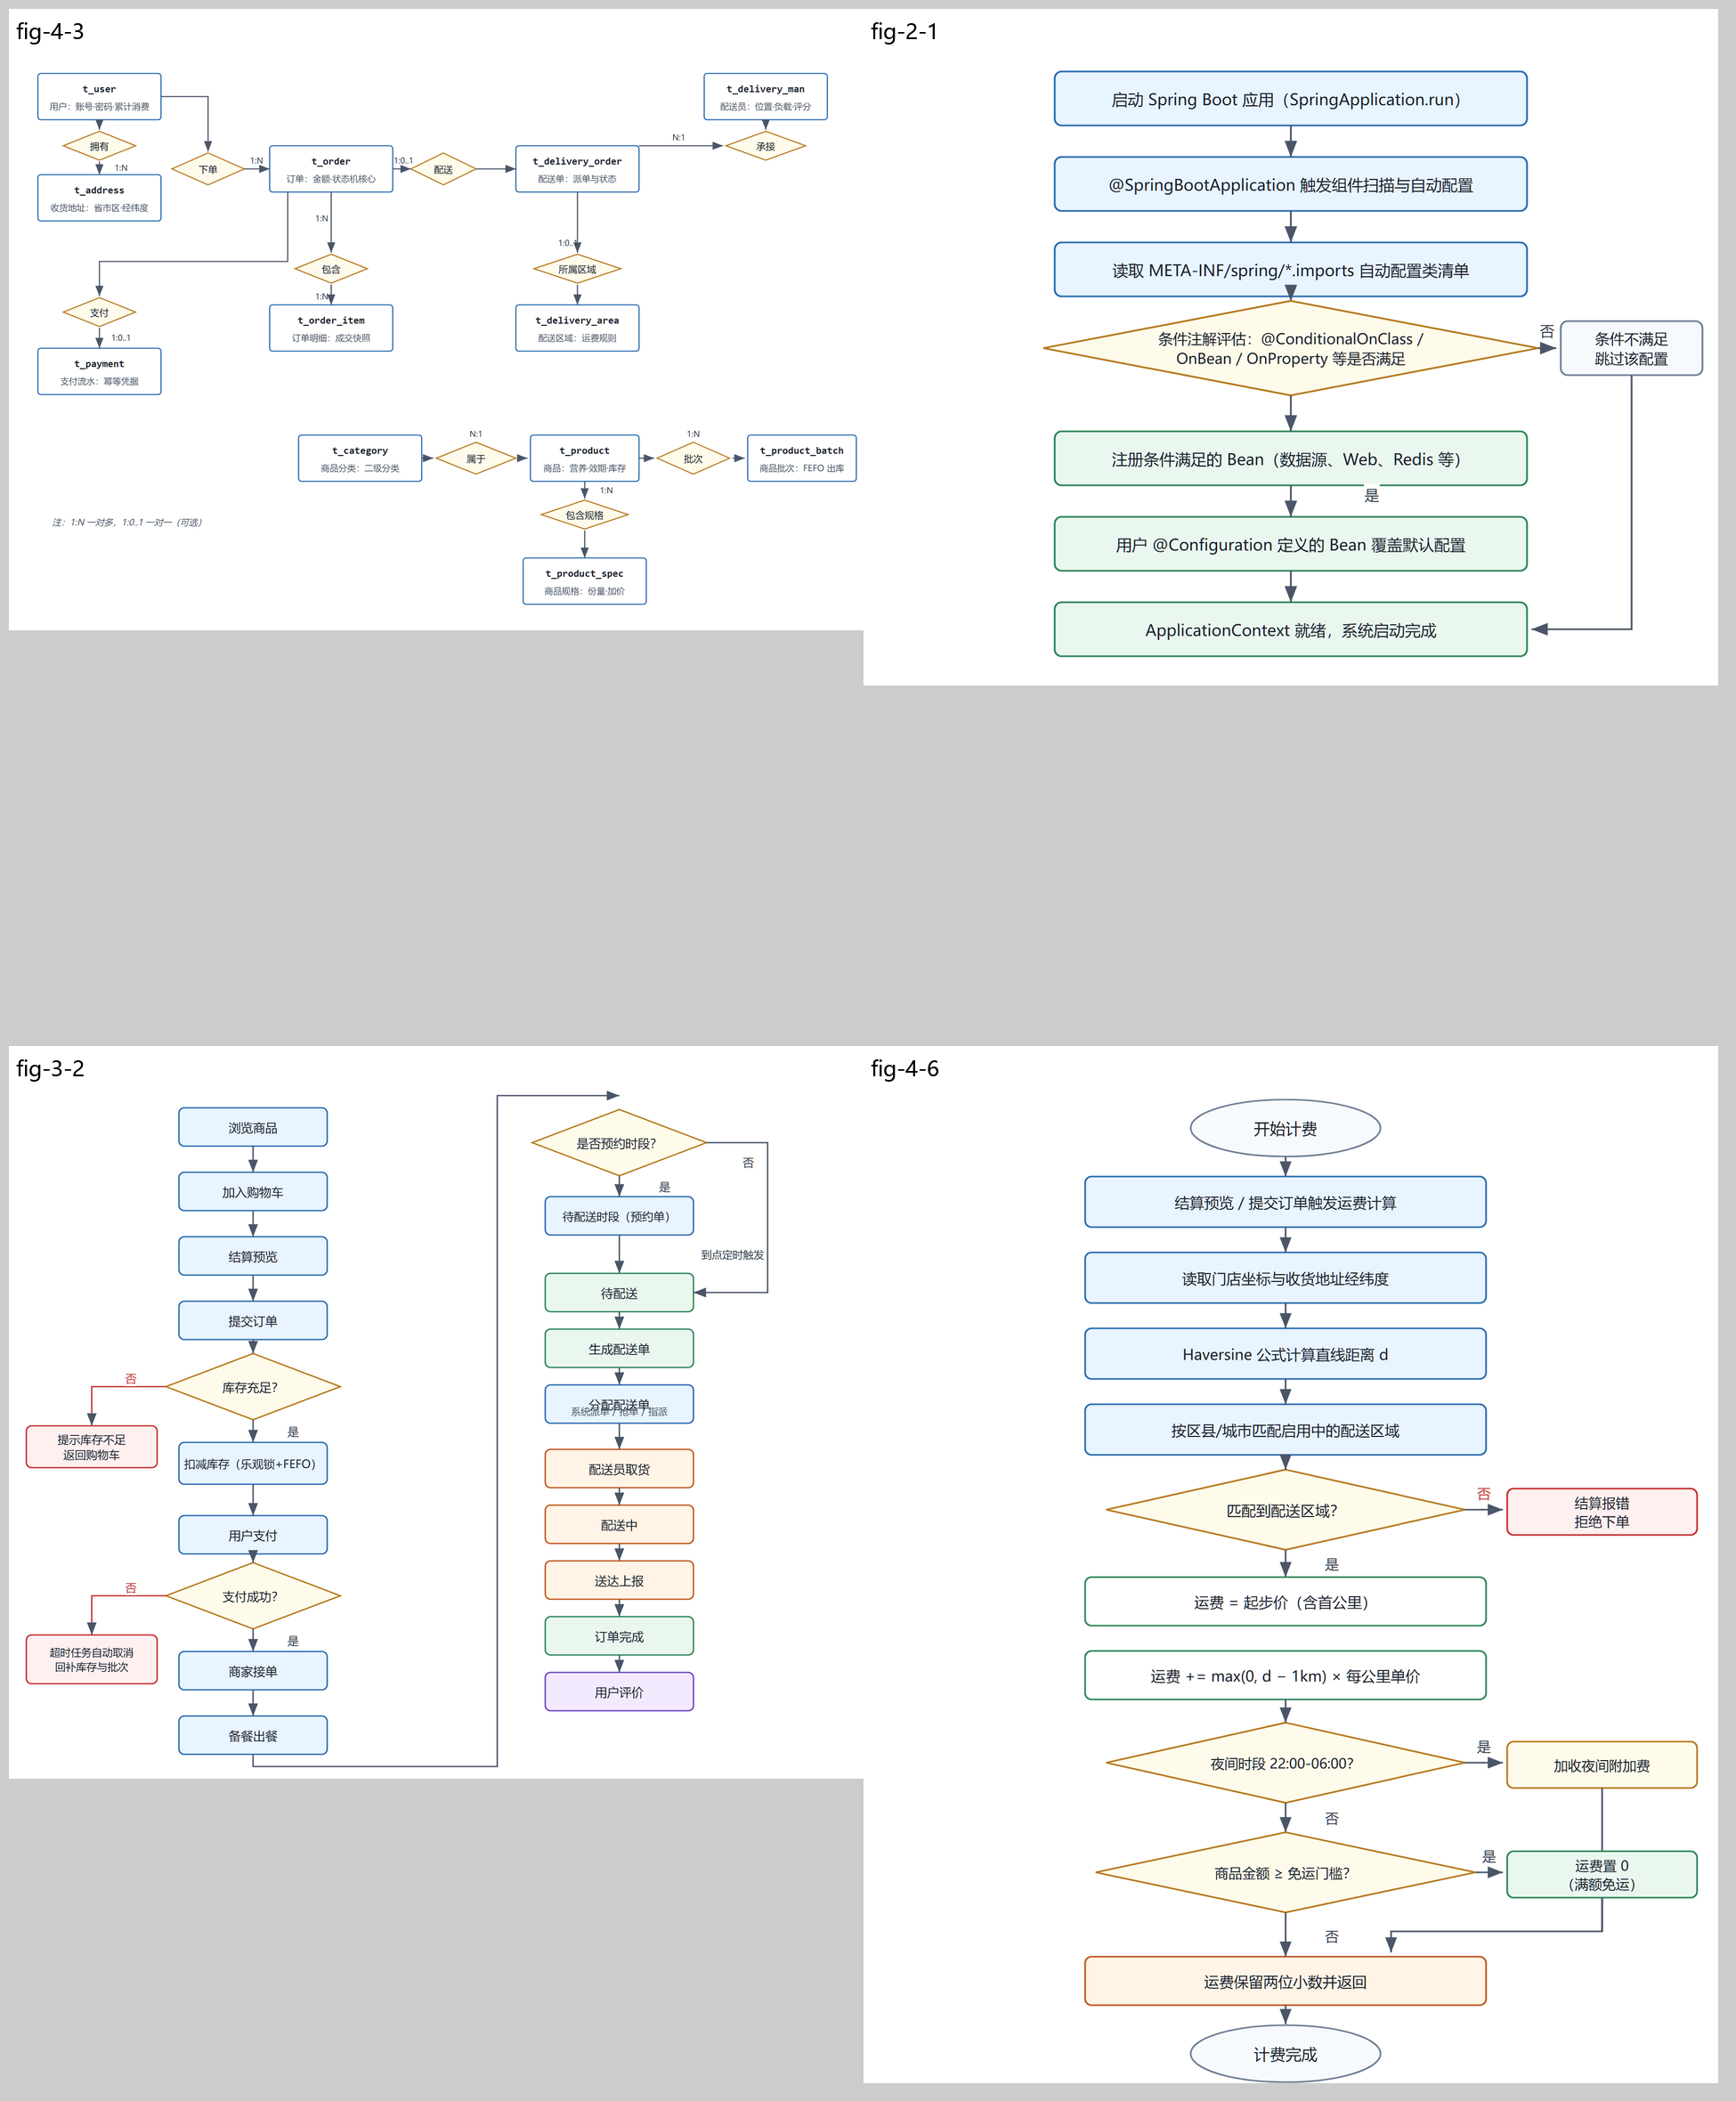 fig-4-3
t_user
用户：账号·密码·累计消费
拥有
1:N
t_address
收货地址：省市区·经纬度
下单
1:N
t_order
订单：金额·状态机核心
1:0..1
配送
t_delivery_order
配送单：派单与状态
N:1
t_delivery_man
配送员：位置·负载·评分
承接
1:N
包含
1:N
t_order_item
订单明细：成交快照
1:0..1
所属区域
t_delivery_area
配送区域：运费规则
支付
1:0..1
t_payment
支付流水：幂等凭据
t_category
商品分类：二级分类
N:1
属于
t_product
商品：营养·效期·库存
1:N
批次
t_product_batch
商品批次：FEFO 出库
1:N
包含规格
t_product_spec
商品规格：份量·加价
注：1:N 一对多，1:0..1 一对一（可选）
fig-2-1
启动 Spring Boot 应用（SpringApplication.run）
@SpringBootApplication 触发组件扫描与自动配置
读取 META-INF/spring/*.imports 自动配置类清单
条件注解评估：@ConditionalOnClass /
OnBean / OnProperty 等是否满足
否
条件不满足
跳过该配置
注册条件满足的 Bean（数据源、Web、Redis 等）
是
用户 @Configuration 定义的 Bean 覆盖默认配置
ApplicationContext 就绪，系统启动完成
fig-3-2
浏览商品
加入购物车
结算预览
提交订单
库存充足？
否
提示库存不足
返回购物车
是
扣减库存（乐观锁+FEFO）
用户支付
支付成功？
否
超时任务自动取消
回补库存与批次
是
商家接单
备餐出餐
是否预约时段？
否
是
待配送时段（预约单）
到点定时触发
待配送
生成配送单
分配配送单
系统派单 / 抢单 / 指派
配送员取货
配送中
送达上报
订单完成
用户评价
fig-4-6
开始计费
结算预览 / 提交订单触发运费计算
读取门店坐标与收货地址经纬度
Haversine 公式计算直线距离 d
按区县/城市匹配启用中的配送区域
匹配到配送区域？
否
结算报错
拒绝下单
是
运费 = 起步价（含首公里）
运费 += max(0, d − 1km) × 每公里单价
夜间时段 22:00-06:00？
是
加收夜间附加费
否
商品金额 ≥ 免运门槛？
是
运费置 0
（满额免运）
否
运费保留两位小数并返回
计费完成